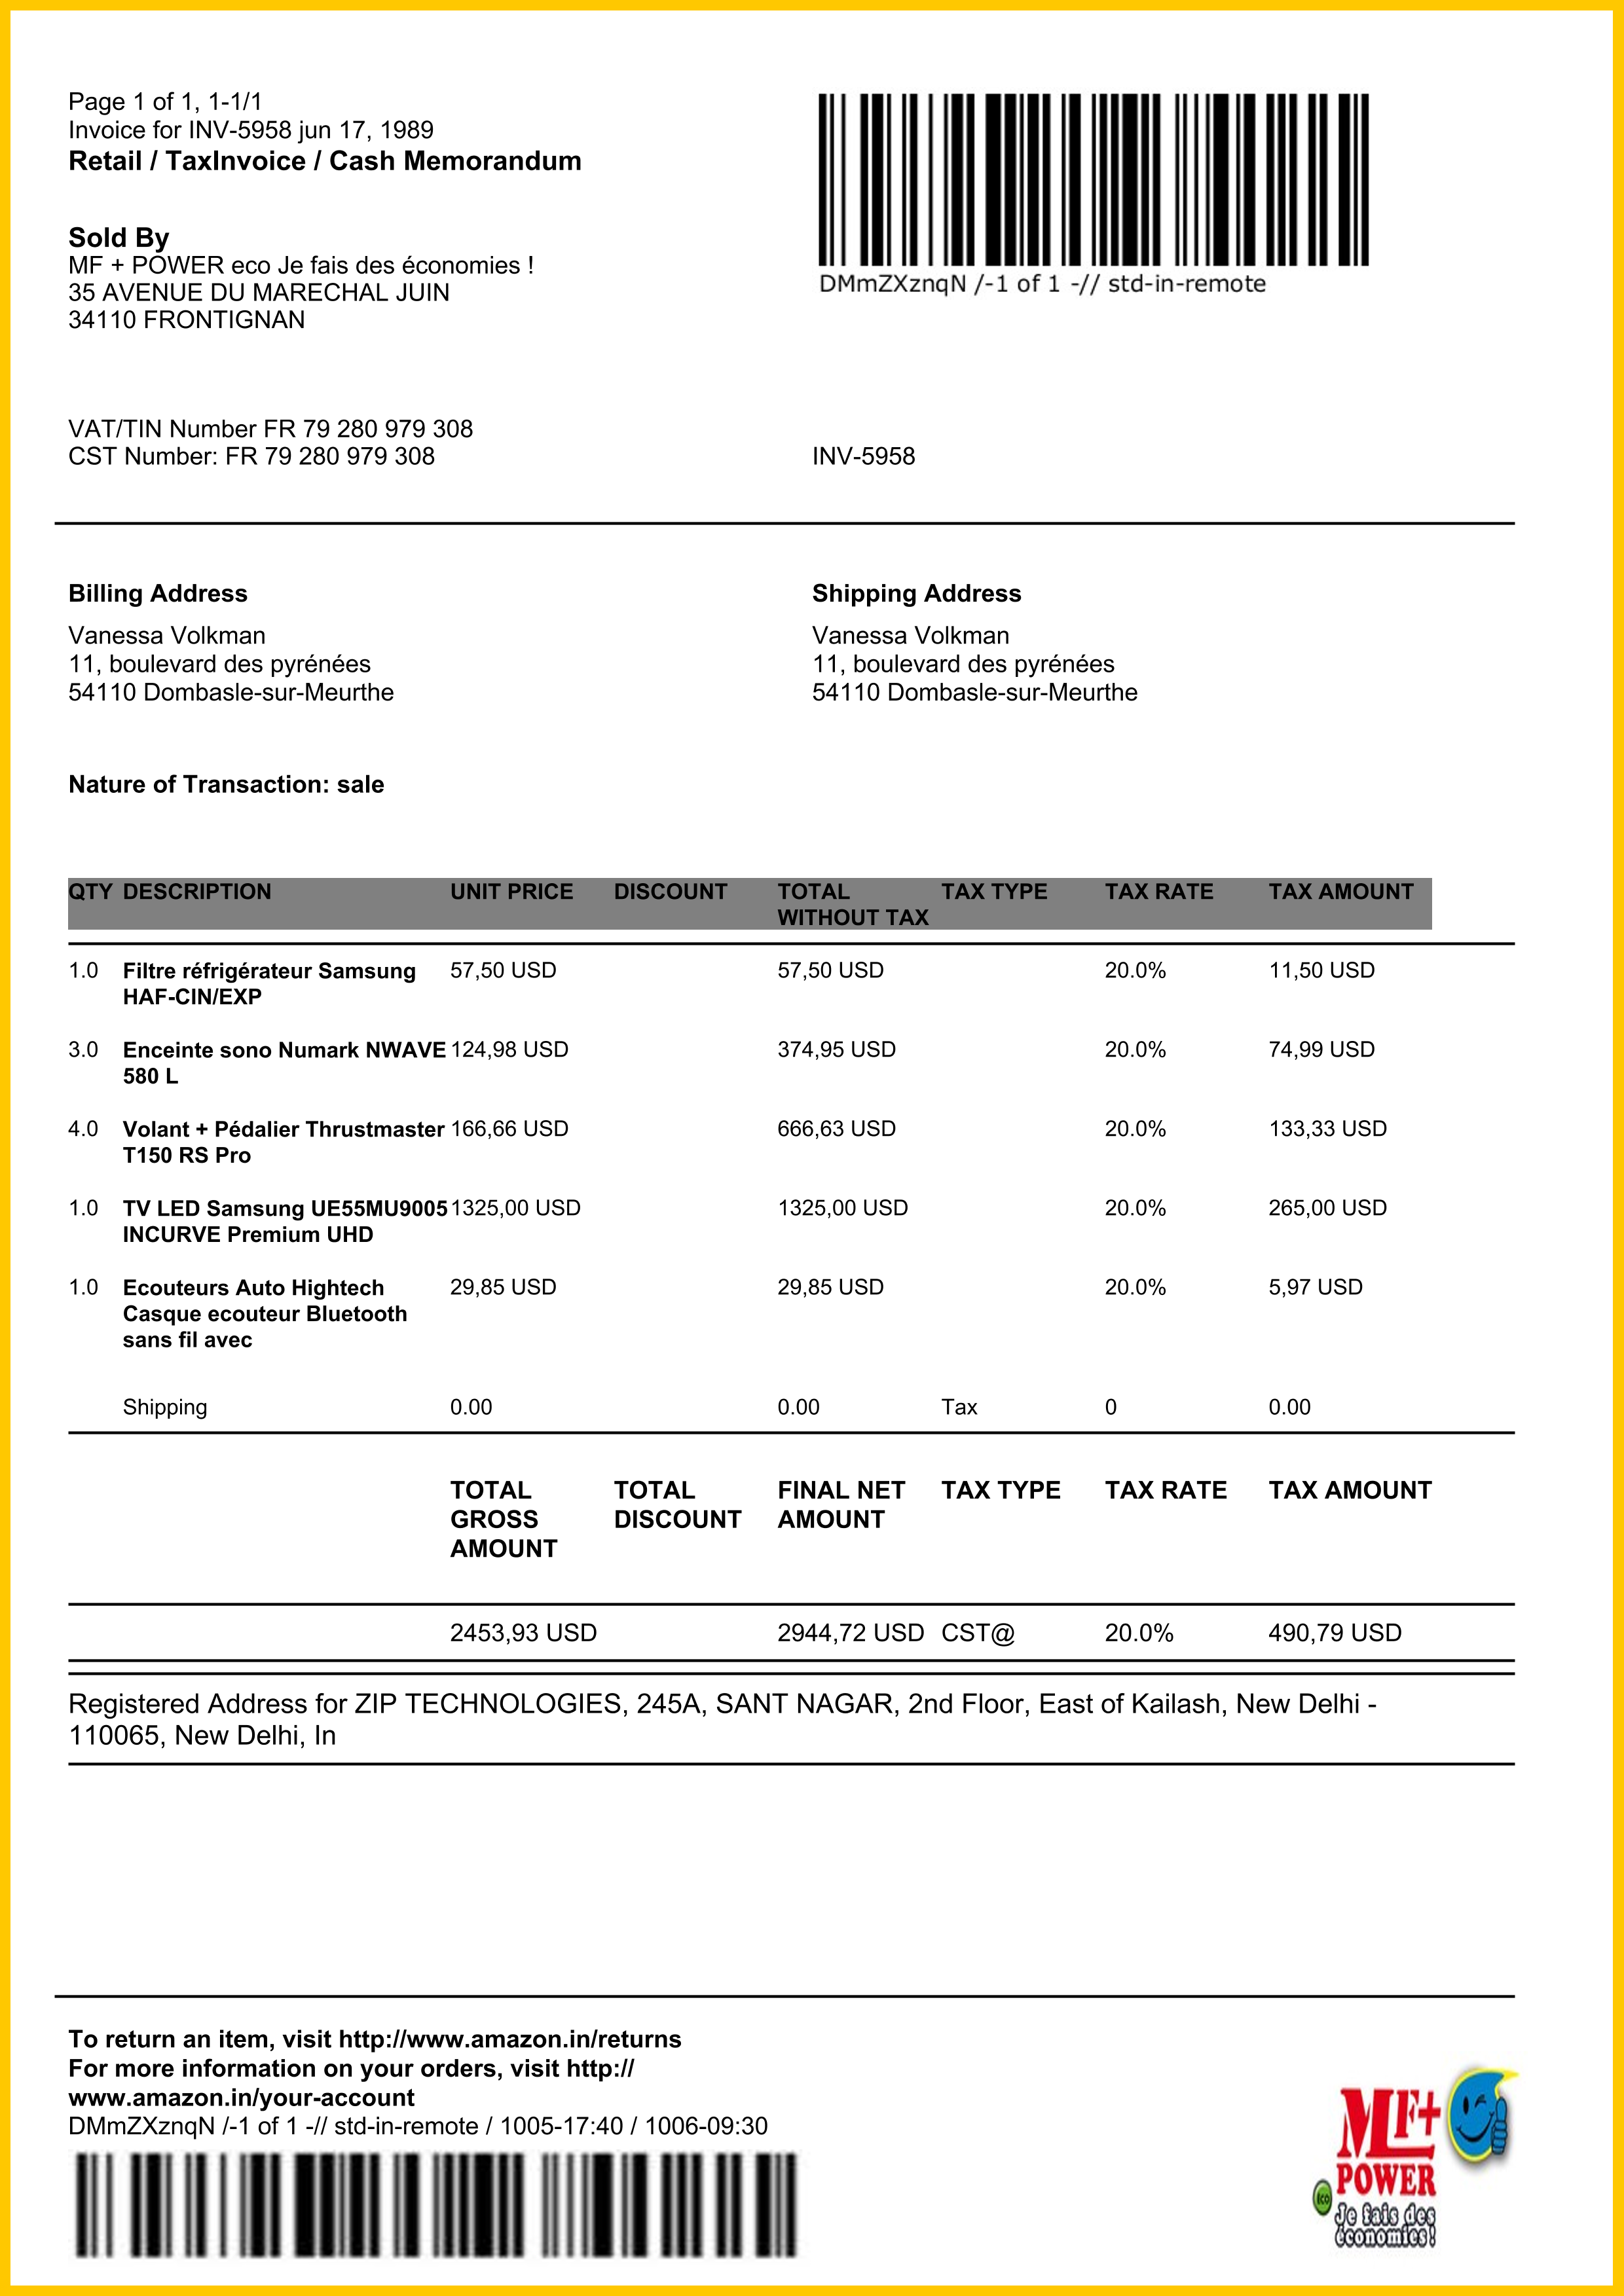 Page 1 of 1, 1-1/1
Invoice for INV-5958 jun 17, 1989
Retail / TaxInvoice / Cash Memorandum
DMmZXznqN /-1 of 1 -// std-in-remote
Sold By
MF + POWER eco Je fais des économies !
35 AVENUE DU MARECHAL JUIN
34110 FRONTIGNAN
VAT/TIN Number FR 79 280 979 308
CST Number: FR 79 280 979 308
INV-5958
Billing Address
Vanessa Volkman
11, boulevard des pyrénées
54110 Dombasle-sur-Meurthe
Shipping Address
Vanessa Volkman
11, boulevard des pyrénées
54110 Dombasle-sur-Meurthe
Nature of Transaction: sale
QTY DESCRIPTION UNIT PRICE DISCOUNT TOTAL TAX TYPE TAX RATE TAX AMOUNT
WITHOUT TAX
1.0 Filtre réfrigérateur Samsung 57,50 USD 57,50 USD 20.0% 11,50 USD
HAF-CIN/EXP
3.0 Enceinte sono Numark NWAVE 124,98 USD 374,95 USD 20.0% 74,99 USD
580 L
4.0 Volant + Pédalier Thrustmaster 166,66 USD 666,63 USD 20.0% 133,33 USD
T150 RS Pro
1.0 TV LED Samsung UE55MU9005 1325,00 USD 1325,00 USD 20.0% 265,00 USD
INCURVE Premium UHD
1.0 Ecouteurs Auto Hightech 29,85 USD 29,85 USD 20.0% 5,97 USD
Casque ecouteur Bluetooth
sans fil avec
Shipping 0.00 0.00 Tax 0 0.00
TOTAL TOTAL FINAL NET TAX TYPE TAX RATE TAX AMOUNT
GROSS DISCOUNT AMOUNT
AMOUNT
2453,93 USD 2944,72 USD CST@ 20.0% 490,79 USD
Registered Address for ZIP TECHNOLOGIES, 245A, SANT NAGAR, 2nd Floor, East of Kailash, New Delhi -
110065, New Delhi, In
To return an item, visit http://www.amazon.in/returns
For more information on your orders, visit http://
www.amazon.in/your-account
DMmZXznqN /-1 of 1 -// std-in-remote / 1005-17:40 / 1006-09:30
MF+
POWER
eco
Je fais des
économies!